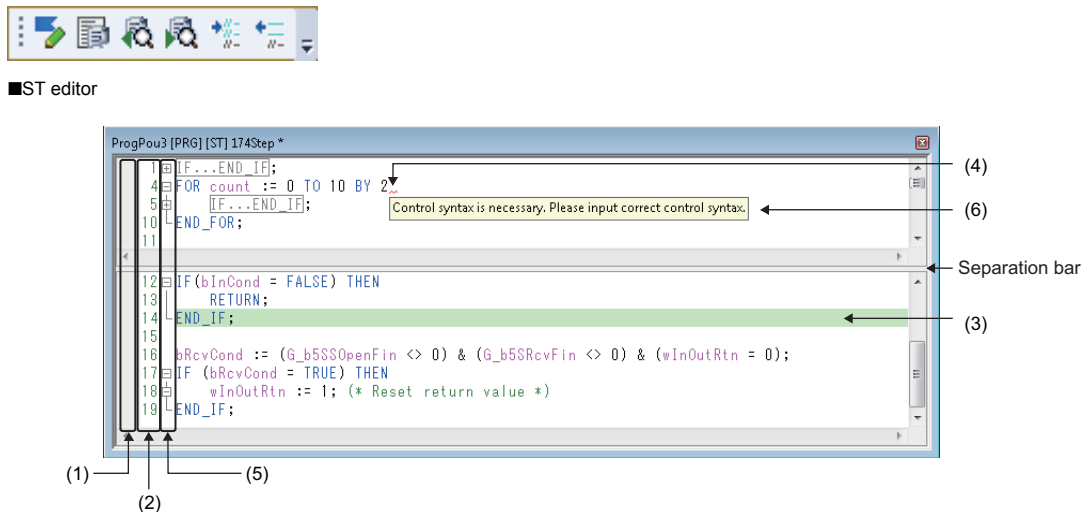 ■ST editor
ProgPou3 [PRG] [ST] 174Step *
1 IF...END_IF;
(4)
4 FOR count := 0 TO 10 BY 2
5 IF...END_IF;
Control syntax is necessary. Please input correct control syntax.
(6)
10 END_FOR;
11
Separation bar
12 IF(bInCond = FALSE) THEN
13 RETURN;
14 END_IF;
(3)
15
16 bRcvCond := (G_b5SSOpenFin <> 0) & (G_b5SRcvFin <> 0) & (wInOutRtn = 0);
17 IF (bRcvCond = TRUE) THEN
18 wInOutRtn := 1; (* Reset return value *)
19 END_IF;
(1)
(5)
(2)